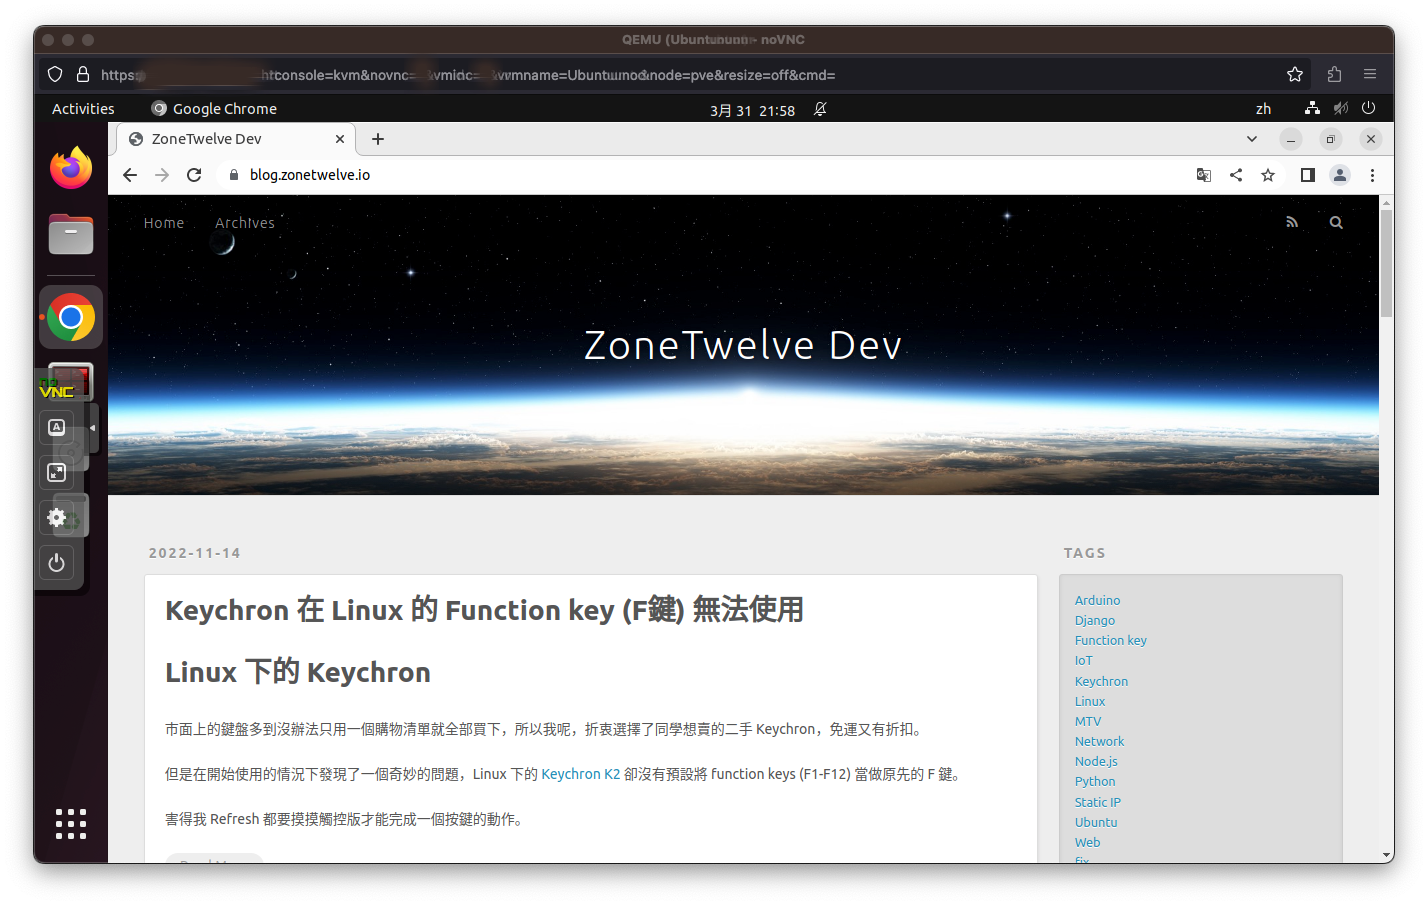 QEMU (Ubuntu - noVNC
https: console=kvm&novnc= &vmid &vmname=Ubuntu &node=pve&resize=off&cmd=
Activities Google Chrome 3月 31 21:58 zh
ZoneTwelve Dev
blog.zonetwelve.io
Home Archives
ZoneTwelve Dev
no
VNC
A
2022-11-14
Keychron 在 Linux 的 Function key (F鍵) 無法使用
Linux 下的 Keychron
市面上的鍵盤多到沒辦法只用一個購物清單就全部買下，所以我呢，折衷選擇了同學想賣的二手 Keychron，免運又有折扣。
但是在開始使用的情況下發現了一個奇妙的問題，Linux 下的 Keychron K2 卻沒有預設將 function keys (F1-F12) 當做原先的 F 鍵。
害得我 Refresh 都要摸摸觸控版才能完成一個按鍵的動作。
TAGS
Arduino
Django
Function key
IoT
Keychron
Linux
MTV
Network
Node.js
Python
Static IP
Ubuntu
Web
fix